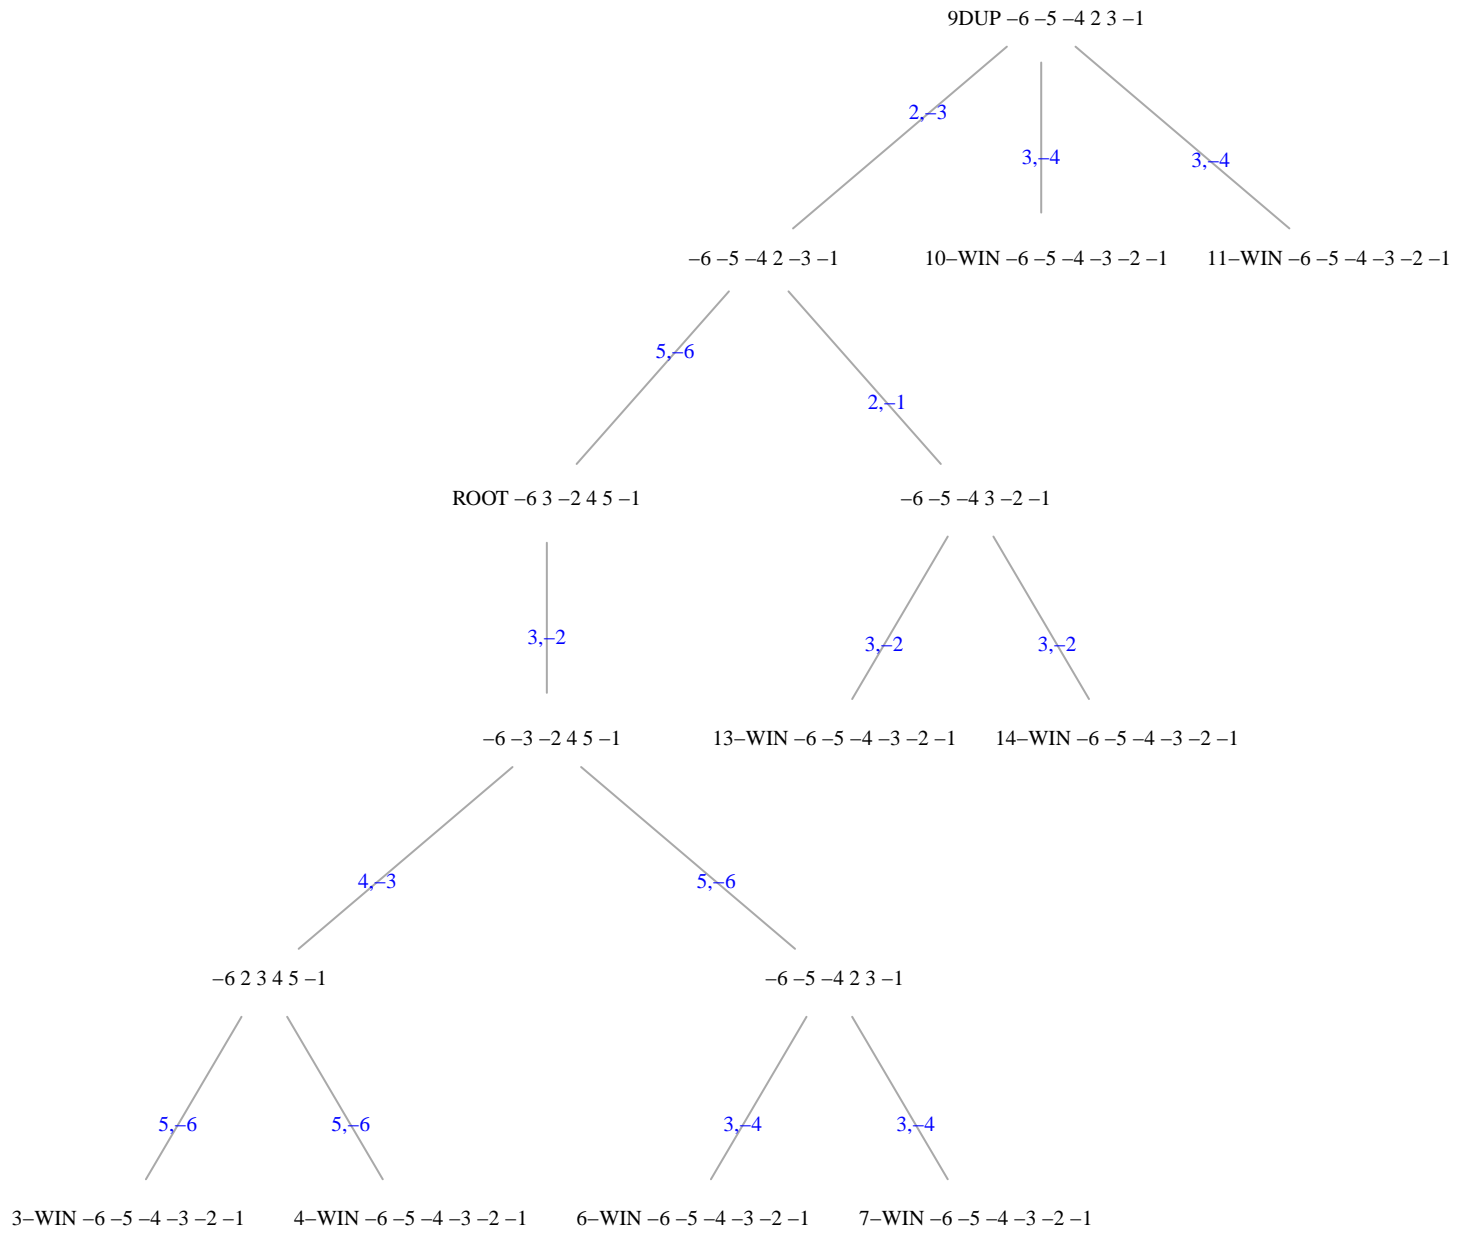 9DUP –6 –5 –4 2 3 –1
2,–3
3,–4
3,–4
–6 –5 –4 2 –3 –1
10–WIN –6 –5 –4 –3 –2 –1
11–WIN –6 –5 –4 –3 –2 –1
5,–6
2,–1
ROOT –6 3 –2 4 5 –1
–6 –5 –4 3 –2 –1
3,–2
3,–2
3,–2
–6 –3 –2 4 5 –1
13–WIN –6 –5 –4 –3 –2 –1
14–WIN –6 –5 –4 –3 –2 –1
4,–3
5,–6
–6 2 3 4 5 –1
–6 –5 –4 2 3 –1
5,–6
5,–6
3,–4
3,–4
3–WIN –6 –5 –4 –3 –2 –1
4–WIN –6 –5 –4 –3 –2 –1
6–WIN –6 –5 –4 –3 –2 –1
7–WIN –6 –5 –4 –3 –2 –1